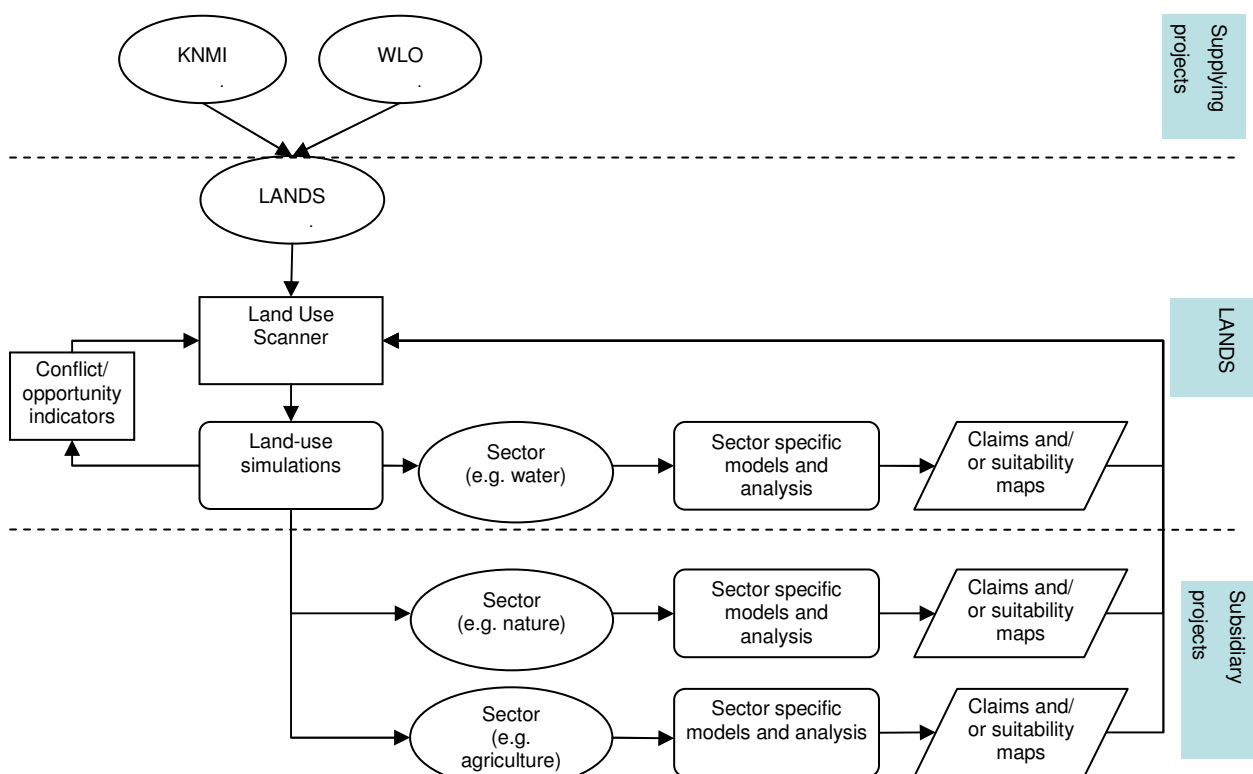 KNMI
.
WLO
.
Supplying
projects
LANDS
.
Land Use
Scanner
LANDS
Conflict/
opportunity
indicators
Land-use
simulations
Sector
(e.g. water)
Sector specific
models and
analysis
Claims and/
or suitability
maps
Sector
(e.g. nature)
Sector specific
models and
analysis
Claims and/
or suitability
maps
Subsidiary
projects
Sector
(e.g.
agriculture)
Sector specific
models and analysis
Claims and/
or suitability
maps